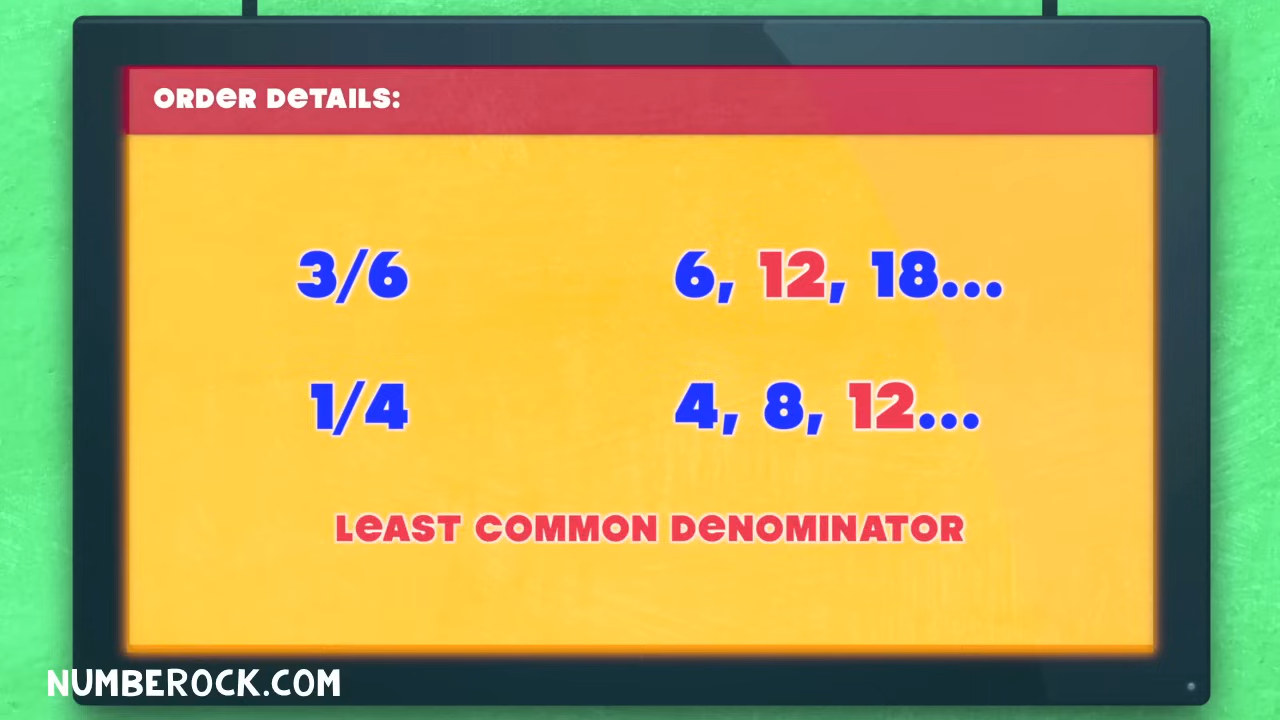 ORDER DETAILS:
3/6 6, 12, 18...
1/4 4, 8, 12...
LEAST COMMON DENOMINATOR
NUMBEROCK.COM